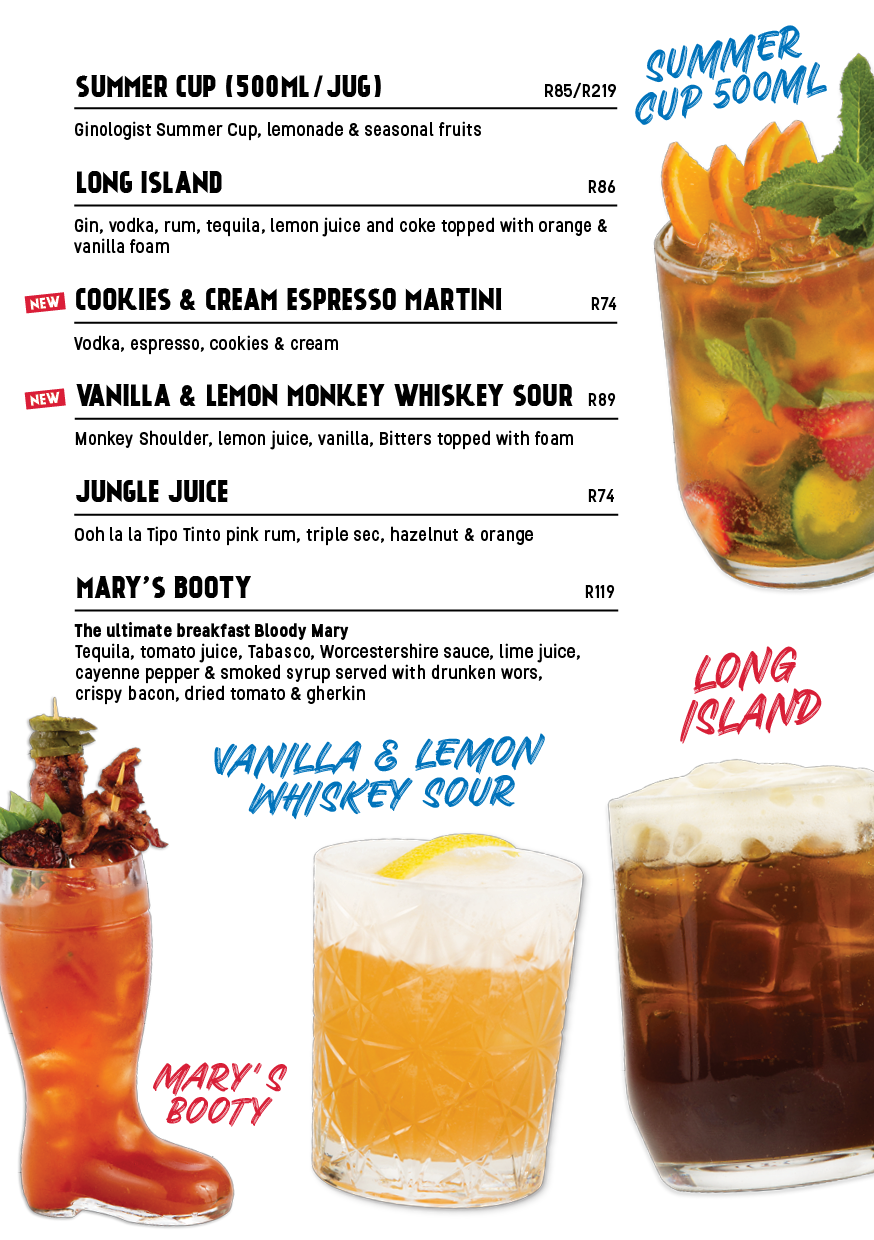 SUMMER CUP (500ML/JUG) R85/R219
Ginologist Summer Cup, lemonade & seasonal fruits
LONG ISLAND R86
Gin, vodka, rum, tequila, lemon juice and coke topped with orange &
vanilla foam
NEW COOKIES & CREAM ESPRESSO MARTINI R74
Vodka, espresso, cookies & cream
NEW VANILLA & LEMON MONKEY WHISKEY SOUR R89
Monkey Shoulder, lemon juice, vanilla, Bitters topped with foam
JUNGLE JUICE R74
Ooh la la Tipo Tinto pink rum, triple sec, hazelnut & orange
MARY'S BOOTY R119
The ultimate breakfast Bloody Mary
Tequila, tomato juice, Tabasco, Worcestershire sauce, lime juice,
cayenne pepper & smoked syrup served with drunken wors,
crispy bacon, dried tomato & gherkin
SUMMER
CUP 500ML
LONG
ISLAND
VANILLA & LEMON
WHISKEY SOUR
MARY'S
BOOTY